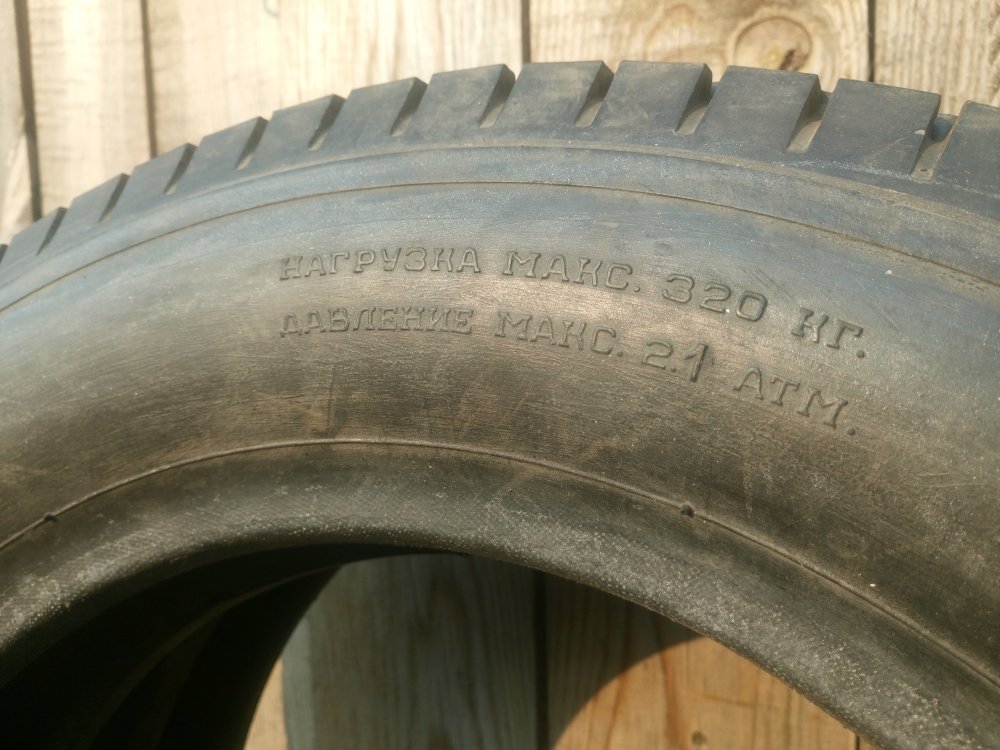 НАГРУЗКА МАКС. 320 КГ.
ДАВЛЕНИЕ МАКС. 2.1 АТМ.